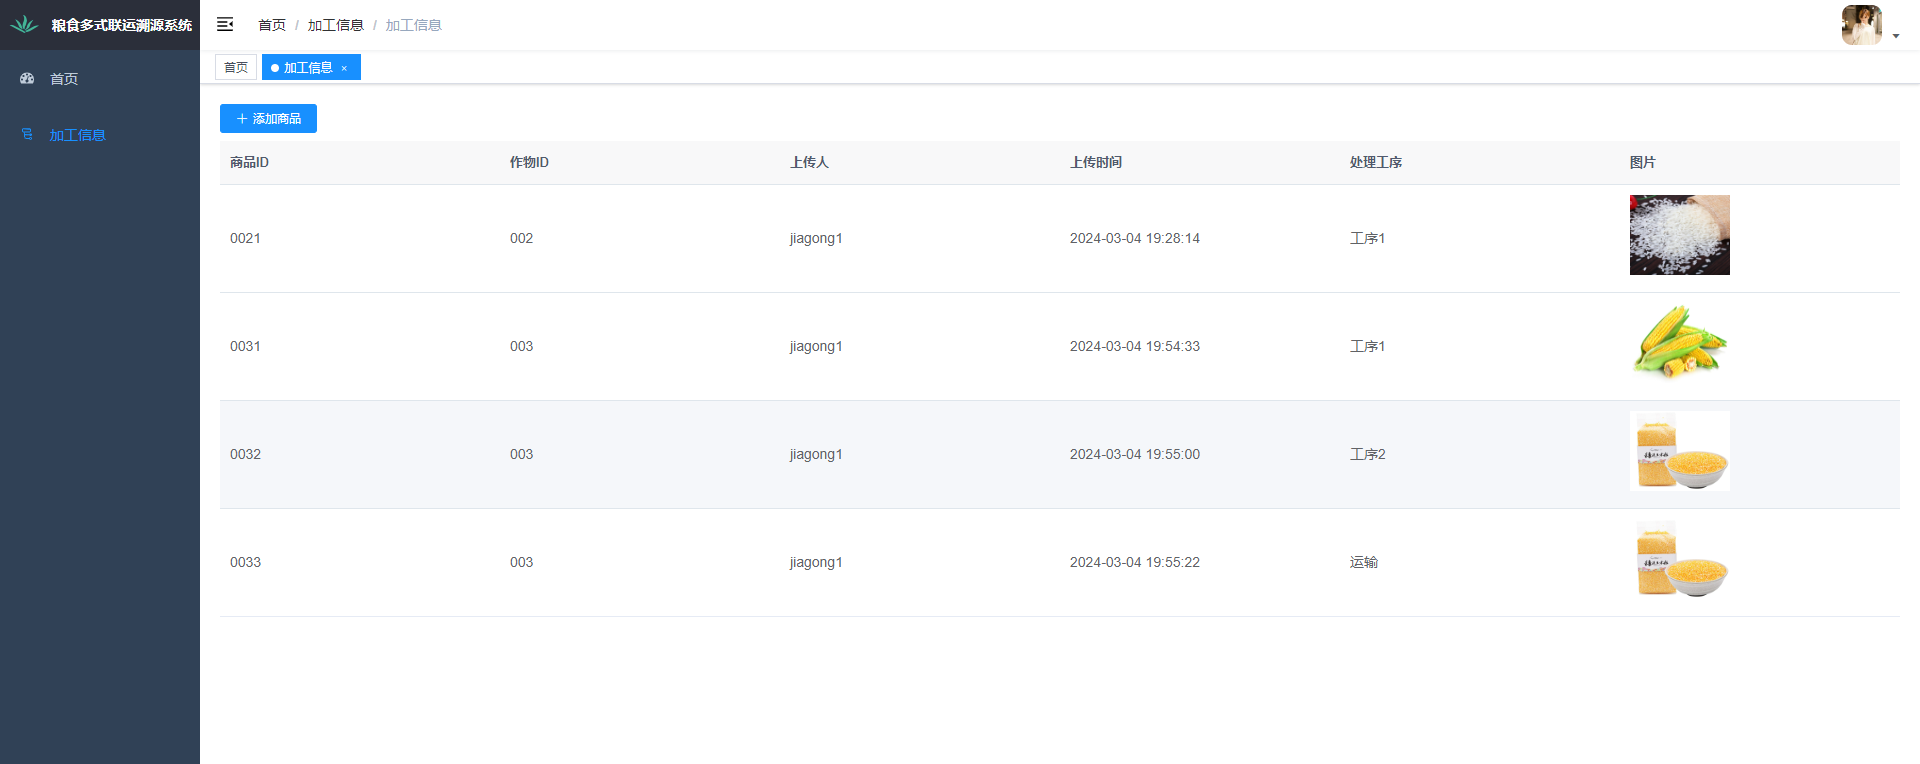 粮食多式联运溯源系统
首页 / 加工信息 / 加工信息
首页
加工信息
首页
加工信息 ×
+ 添加商品
商品ID 作物ID 上传人 上传时间 处理工序 图片
0021 002 jiagong1 2024-03-04 19:28:14 工序1
0031 003 jiagong1 2024-03-04 19:54:33 工序1
0032 003 jiagong1 2024-03-04 19:55:00 工序2
0033 003 jiagong1 2024-03-04 19:55:22 运输